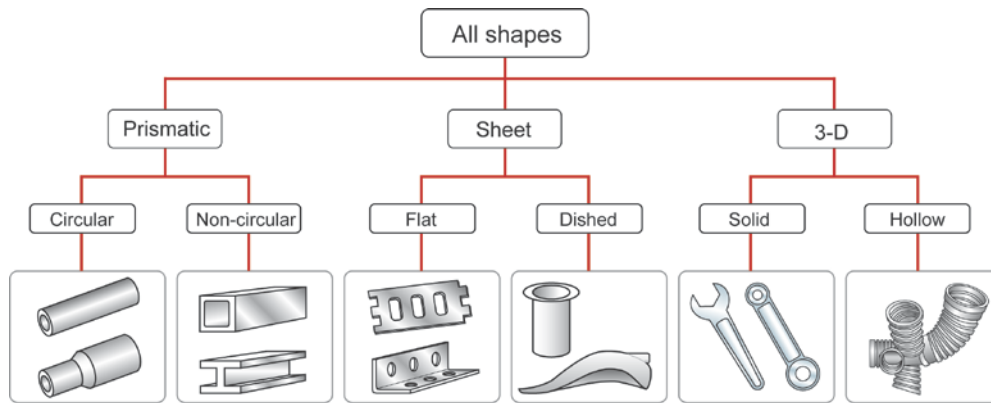 All shapes
Prismatic
Sheet
3-D
Circular
Non-circular
Flat
Dished
Solid
Hollow